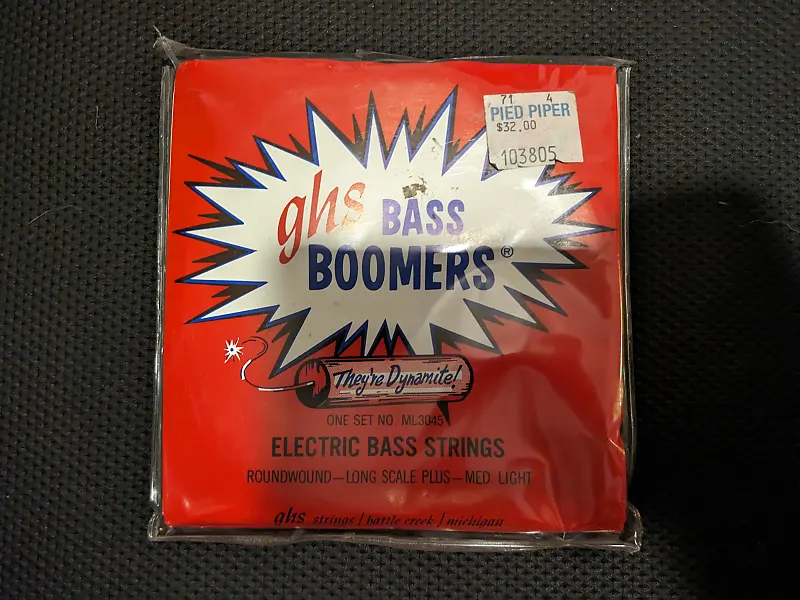 71 4
PIED PIPER
$32.00
103805
ghs BASS
BOOMERS®
They're Dynamite!
ONE SET NO. ML3045
ELECTRIC BASS STRINGS
ROUNDWOUND—LONG SCALE PLUS—MED. LIGHT
ghs strings / battle creek / michigan